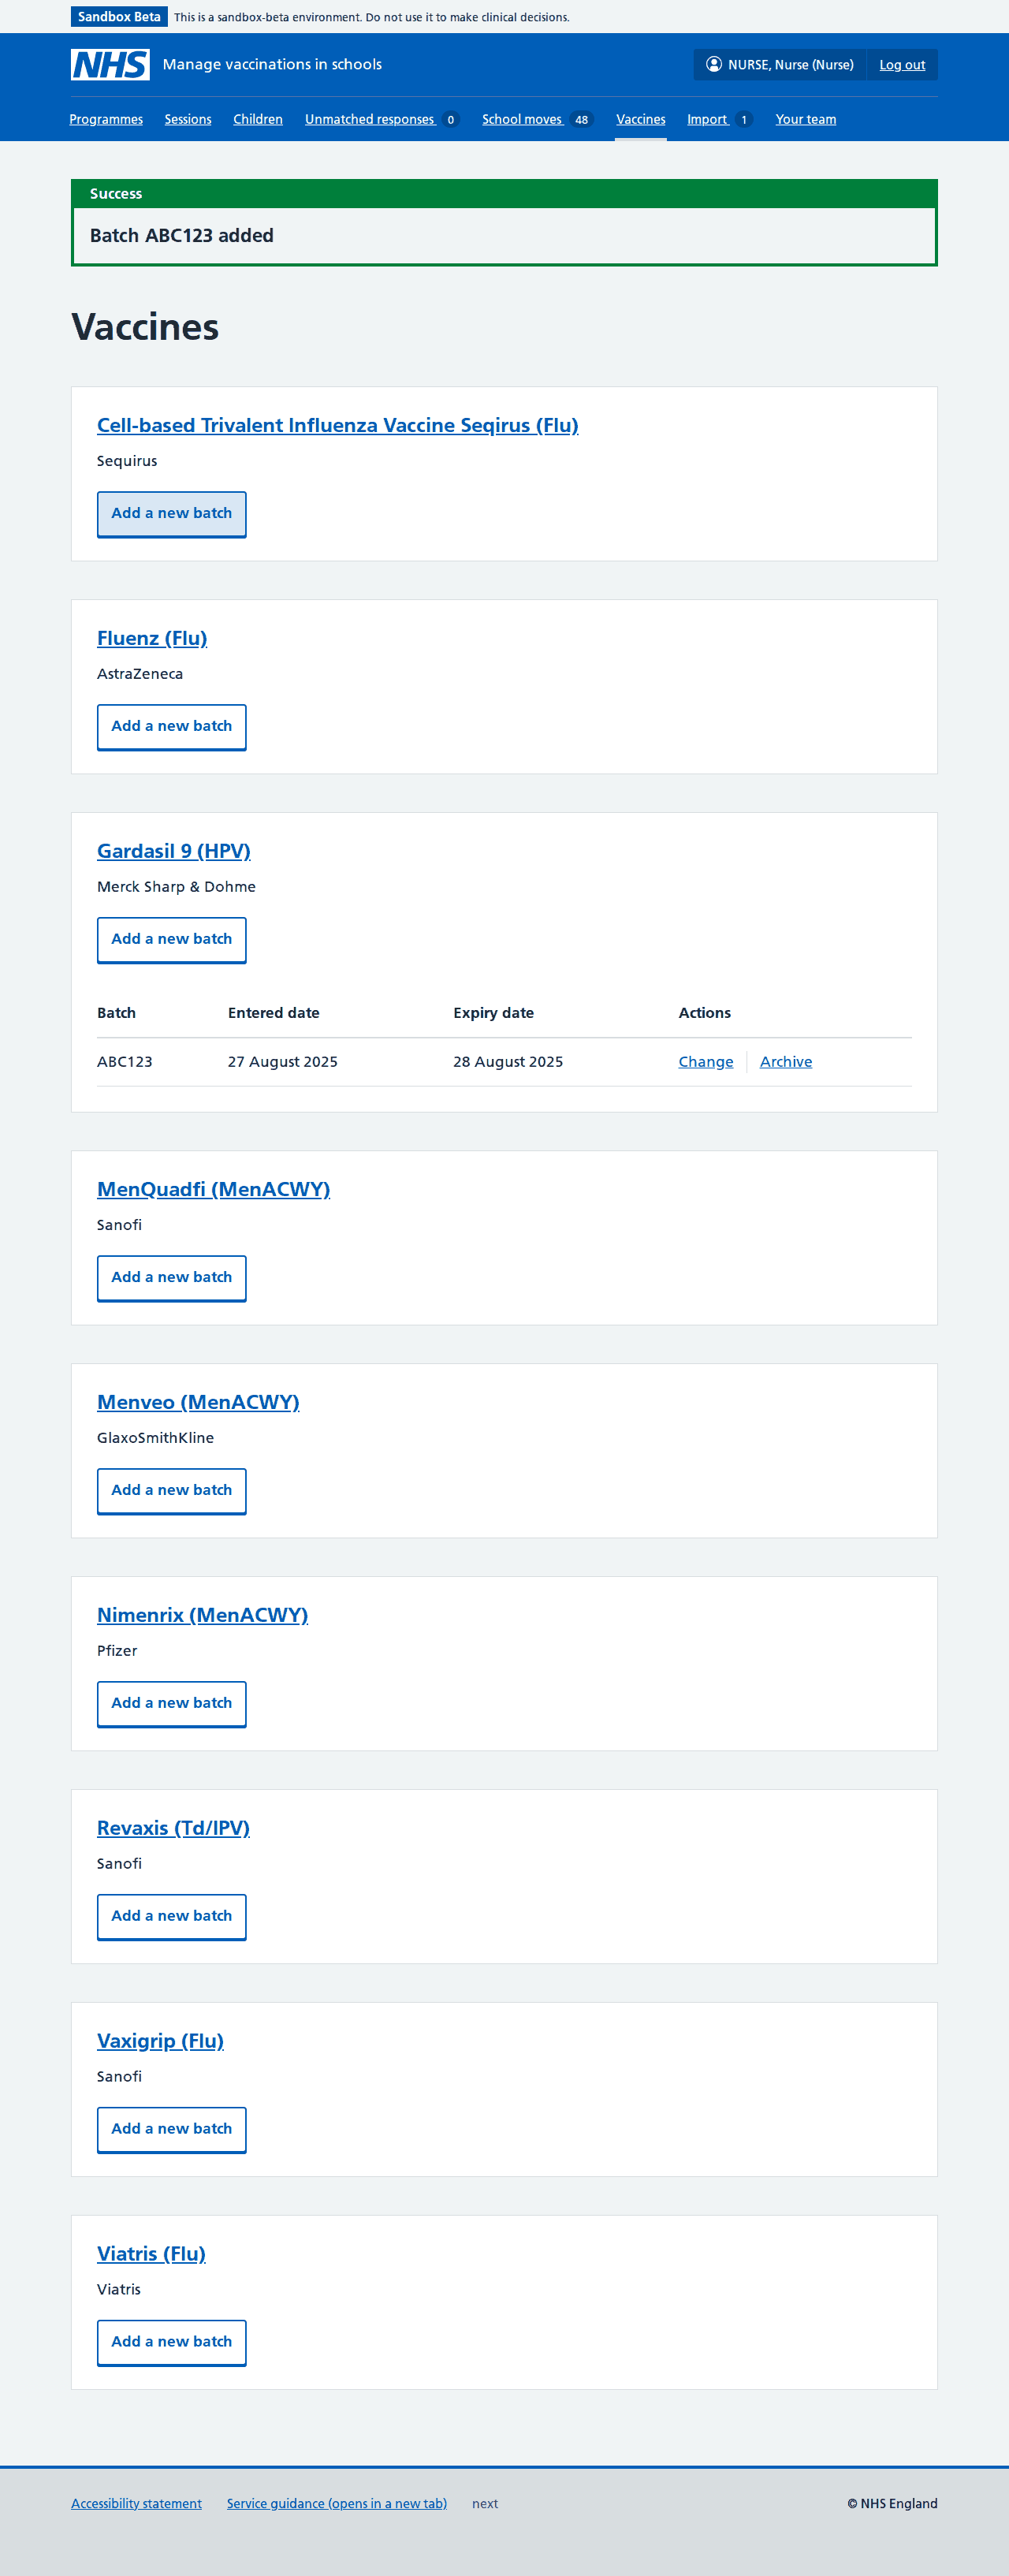 Sandbox Beta This is a sandbox-beta environment. Do not use it to make clinical decisions.
NHS Manage vaccinations in schools NURSE, Nurse (Nurse) Log out
Programmes Sessions Children Unmatched responses 0 School moves 48 Vaccines Import 1 Your team
Success
Batch ABC123 added
Vaccines
Cell-based Trivalent Influenza Vaccine Seqirus (Flu)
Sequirus
Add a new batch
Fluenz (Flu)
AstraZeneca
Add a new batch
Gardasil 9 (HPV)
Merck Sharp & Dohme
Add a new batch
Batch Entered date Expiry date Actions
ABC123 27 August 2025 28 August 2025 Change Archive
MenQuadfi (MenACWY)
Sanofi
Add a new batch
Menveo (MenACWY)
GlaxoSmithKline
Add a new batch
Nimenrix (MenACWY)
Pfizer
Add a new batch
Revaxis (Td/IPV)
Sanofi
Add a new batch
Vaxigrip (Flu)
Sanofi
Add a new batch
Viatris (Flu)
Viatris
Add a new batch
Accessibility statement Service guidance (opens in a new tab) next © NHS England